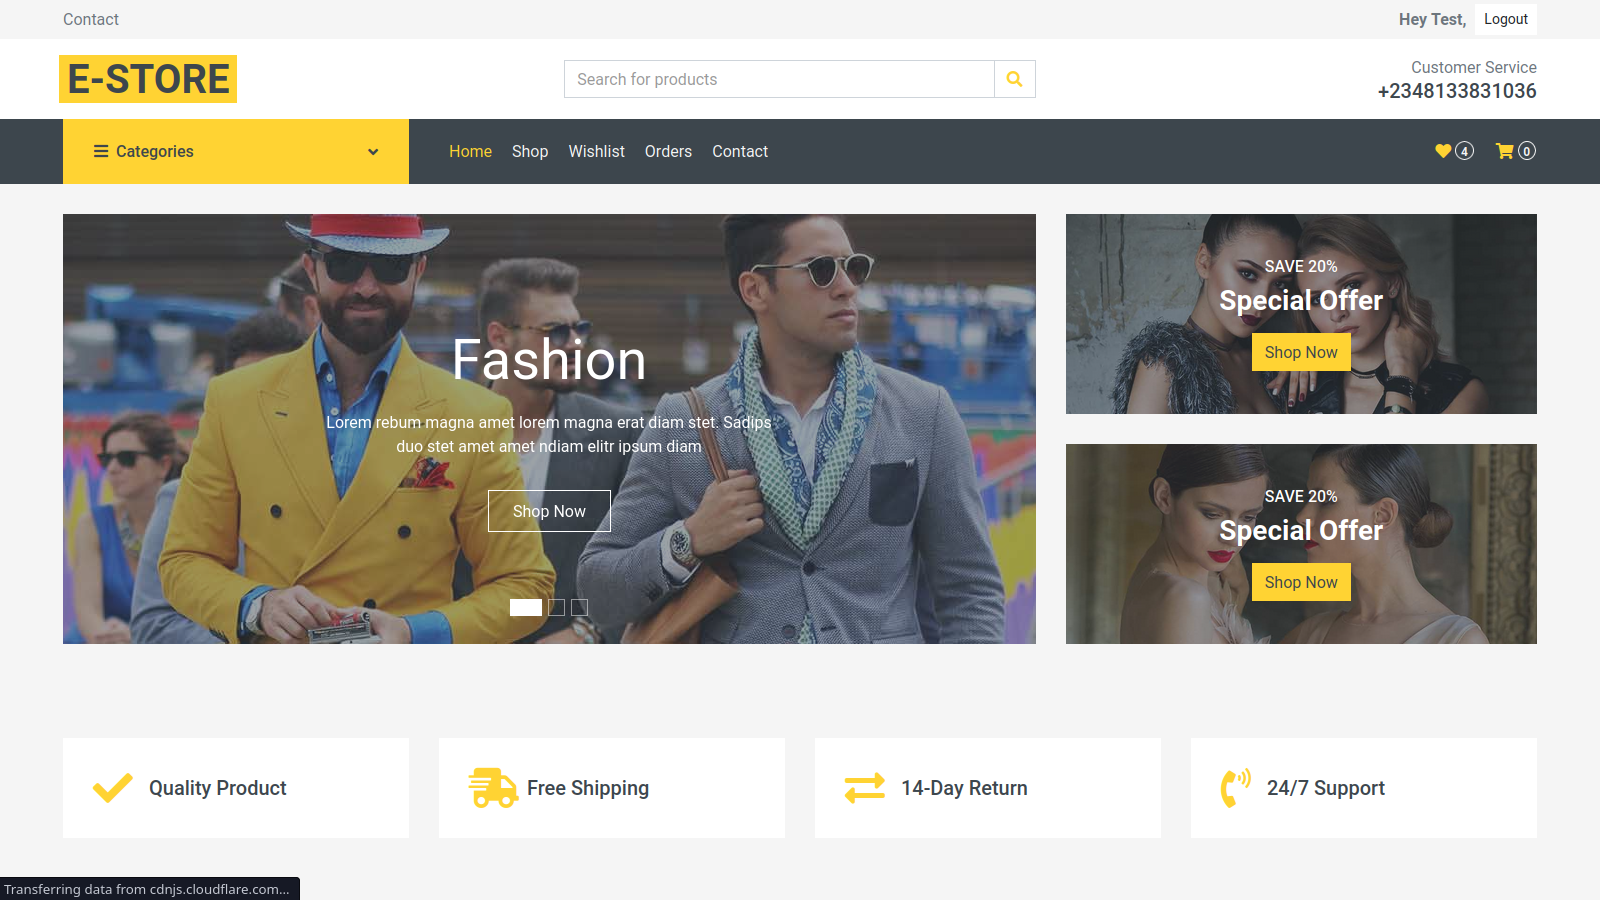 Contact
Hey Test,
Logout
E-STORE
Search for products
Customer Service
+2348133831036
Categories
Home
Shop
Wishlist
Orders
Contact
4
0
Fashion
Lorem rebum magna amet lorem magna erat diam stet. Sadips
duo stet amet amet ndiam elitr ipsum diam
Shop Now
SAVE 20%
Special Offer
Shop Now
SAVE 20%
Special Offer
Shop Now
Quality Product
Free Shipping
14-Day Return
24/7 Support
Transferring data from cdnjs.cloudflare.com...